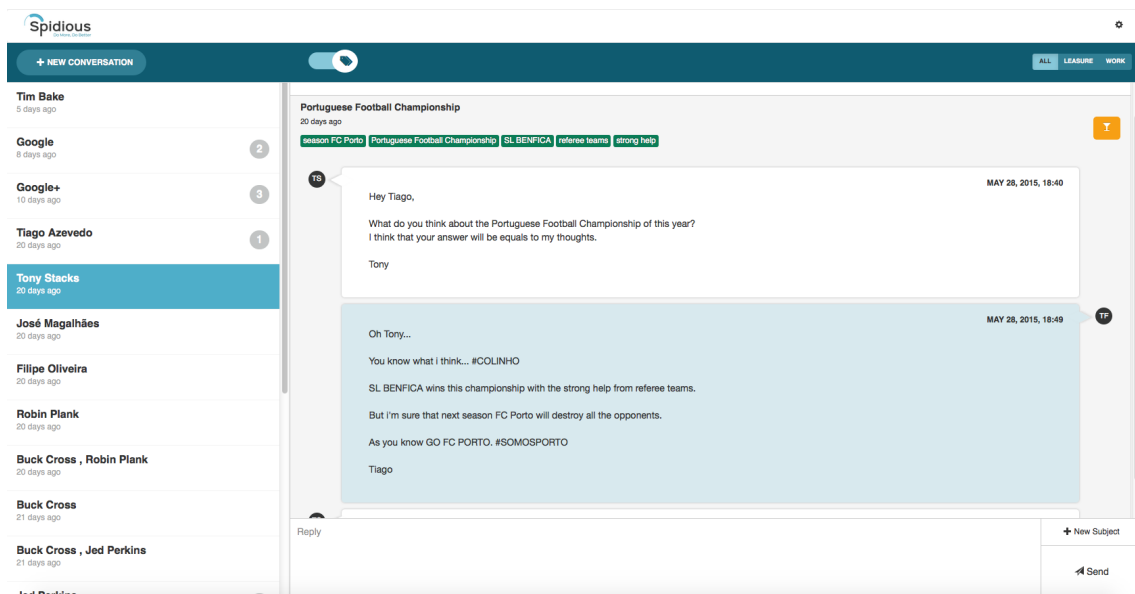 Spidious
+ NEW CONVERSATION
ALL LEASURE WORK
Tim Bake
5 days ago
Google
8 days ago
2
Google+
10 days ago
3
Tiago Azevedo
20 days ago
1
Tony Stacks
20 days ago
José Magalhães
20 days ago
Filipe Oliveira
20 days ago
Robin Plank
20 days ago
Buck Cross , Robin Plank
20 days ago
Buck Cross
21 days ago
Buck Cross , Jed Perkins
21 days ago
Portuguese Football Championship
20 days ago
season FC Porto Portuguese Football Championship SL BENFICA referee teams strong help
TS
MAY 28, 2015, 18:40
Hey Tiago,
What do you think about the Portuguese Football Championship of this year?
I think that your answer will be equals to my thoughts.
Tony
MAY 28, 2015, 18:49
TF
Oh Tony...
You know what i think... #COLINHO
SL BENFICA wins this championship with the strong help from referee teams.
But i'm sure that next season FC Porto will destroy all the opponents.
As you know GO FC PORTO. #SOMOSPORTO
Tiago
Reply
+ New Subject
Send